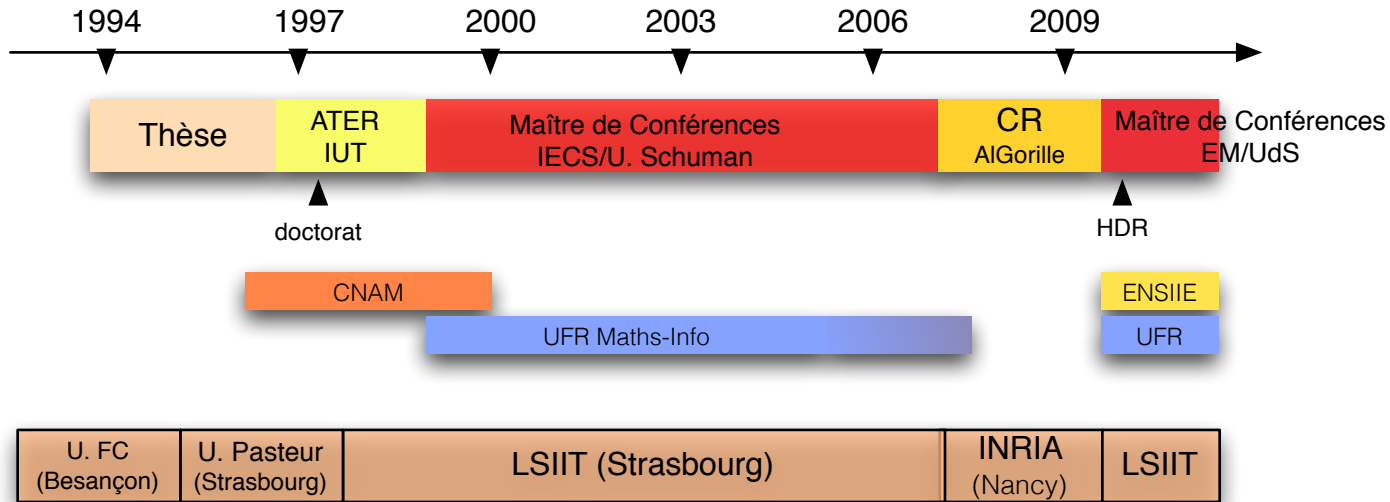 1994 1997 2000 2003 2006 2009
Thèse
ATER
IUT
Maître de Conférences
IECS/U. Schuman
CR
AlGorille
Maître de Conférences
EM/UdS
doctorat
HDR
CNAM
ENSIIE
UFR Maths-Info
UFR
U. FC
(Besançon)
U. Pasteur
(Strasbourg)
LSIIT (Strasbourg)
INRIA
(Nancy)
LSIIT